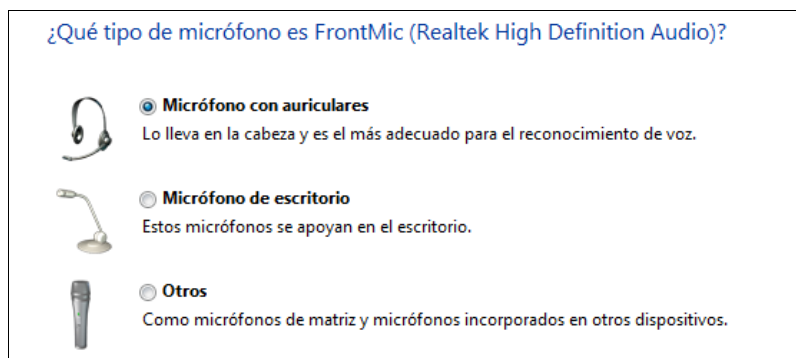 ¿Qué tipo de micrófono es FrontMic (Realtek High Definition Audio)?
Micrófono con auriculares
Lo lleva en la cabeza y es el más adecuado para el reconocimiento de voz.
Micrófono de escritorio
Estos micrófonos se apoyan en el escritorio.
Otros
Como micrófonos de matriz y micrófonos incorporados en otros dispositivos.